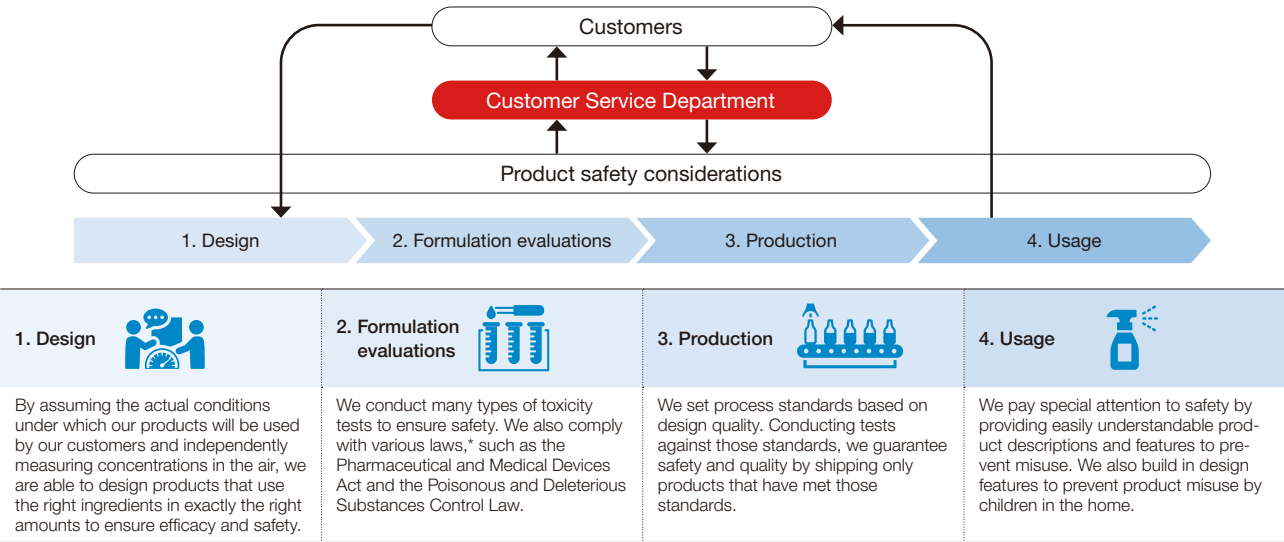 Customers
Customer Service Department
Product safety considerations
1. Design
2. Formulation evaluations
3. Production
4. Usage
1. Design
2. Formulation
evaluations
3. Production
4. Usage
By assuming the actual conditions
under which our products will be used
by our customers and independently
measuring concentrations in the air, we
are able to design products that use
the right ingredients in exactly the right
amounts to ensure efficacy and safety.
We conduct many types of toxicity
tests to ensure safety. We also comply
with various laws,* such as the
Pharmaceutical and Medical Devices
Act and the Poisonous and Deleterious
Substances Control Law.
We set process standards based on
design quality. Conducting tests
against those standards, we guarantee
safety and quality by shipping only
products that have met those
standards.
We pay special attention to safety by
providing easily understandable prod-
uct descriptions and features to pre-
vent misuse. We also build in design
features to prevent product misuse by
children in the home.